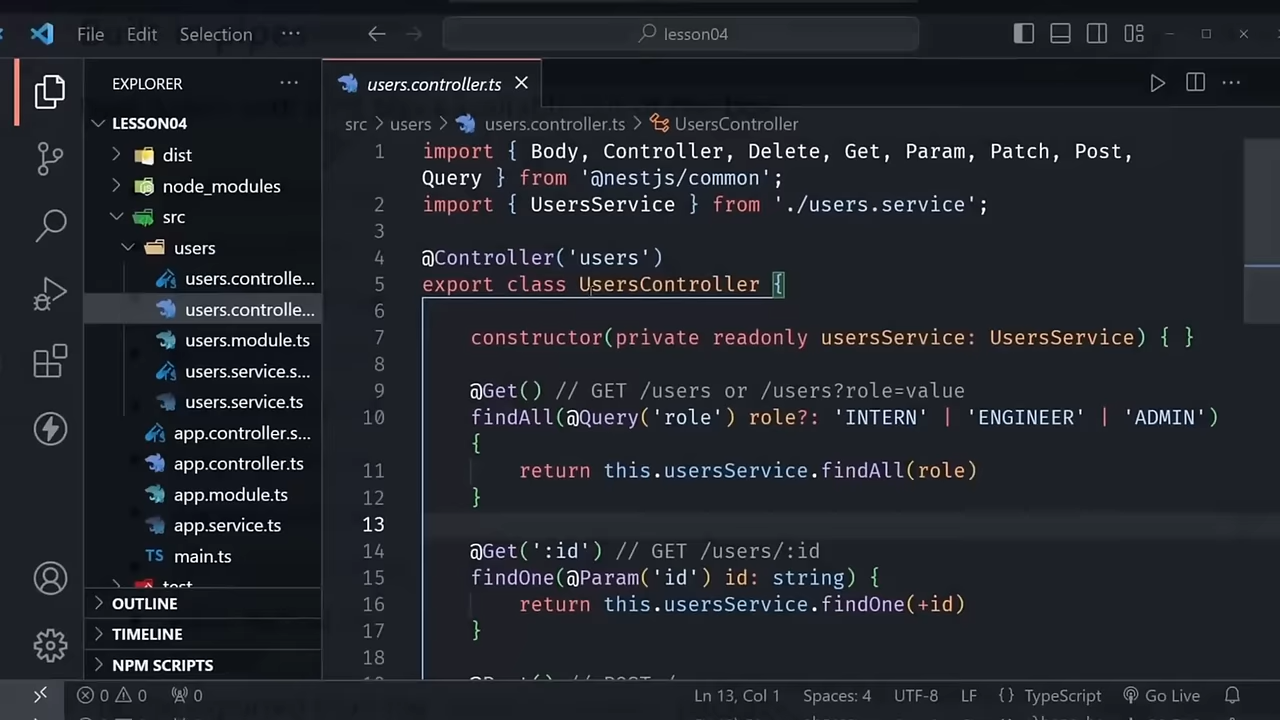 File Edit Selection ··· lesson04
EXPLORER ···
users.controller.ts
LESSON04
src > users > users.controller.ts > UsersController
dist
node_modules
src
users
users.controlle...
users.controlle...
users.module.ts
users.service.s...
users.service.ts
app.controller.s...
app.controller.ts
app.module.ts
app.service.ts
TS main.ts
test
OUTLINE
TIMELINE
NPM SCRIPTS
1 import { Body, Controller, Delete, Get, Param, Patch, Post,
Query } from '@nestjs/common';
2 import { UsersService } from './users.service';
3
4 @Controller('users')
5 export class UsersController {
6
7 constructor(private readonly usersService: UsersService) { }
8
9 @Get() // GET /users or /users?role=value
10 findAll(@Query('role') role?: 'INTERN' | 'ENGINEER' | 'ADMIN')
{
11 return this.usersService.findAll(role)
12 }
13
14 @Get(':id') // GET /users/:id
15 findOne(@Param('id') id: string) {
16 return this.usersService.findOne(+id)
17 }
18
0 0 0 Ln 13, Col 1 Spaces: 4 UTF-8 LF {} TypeScript Go Live